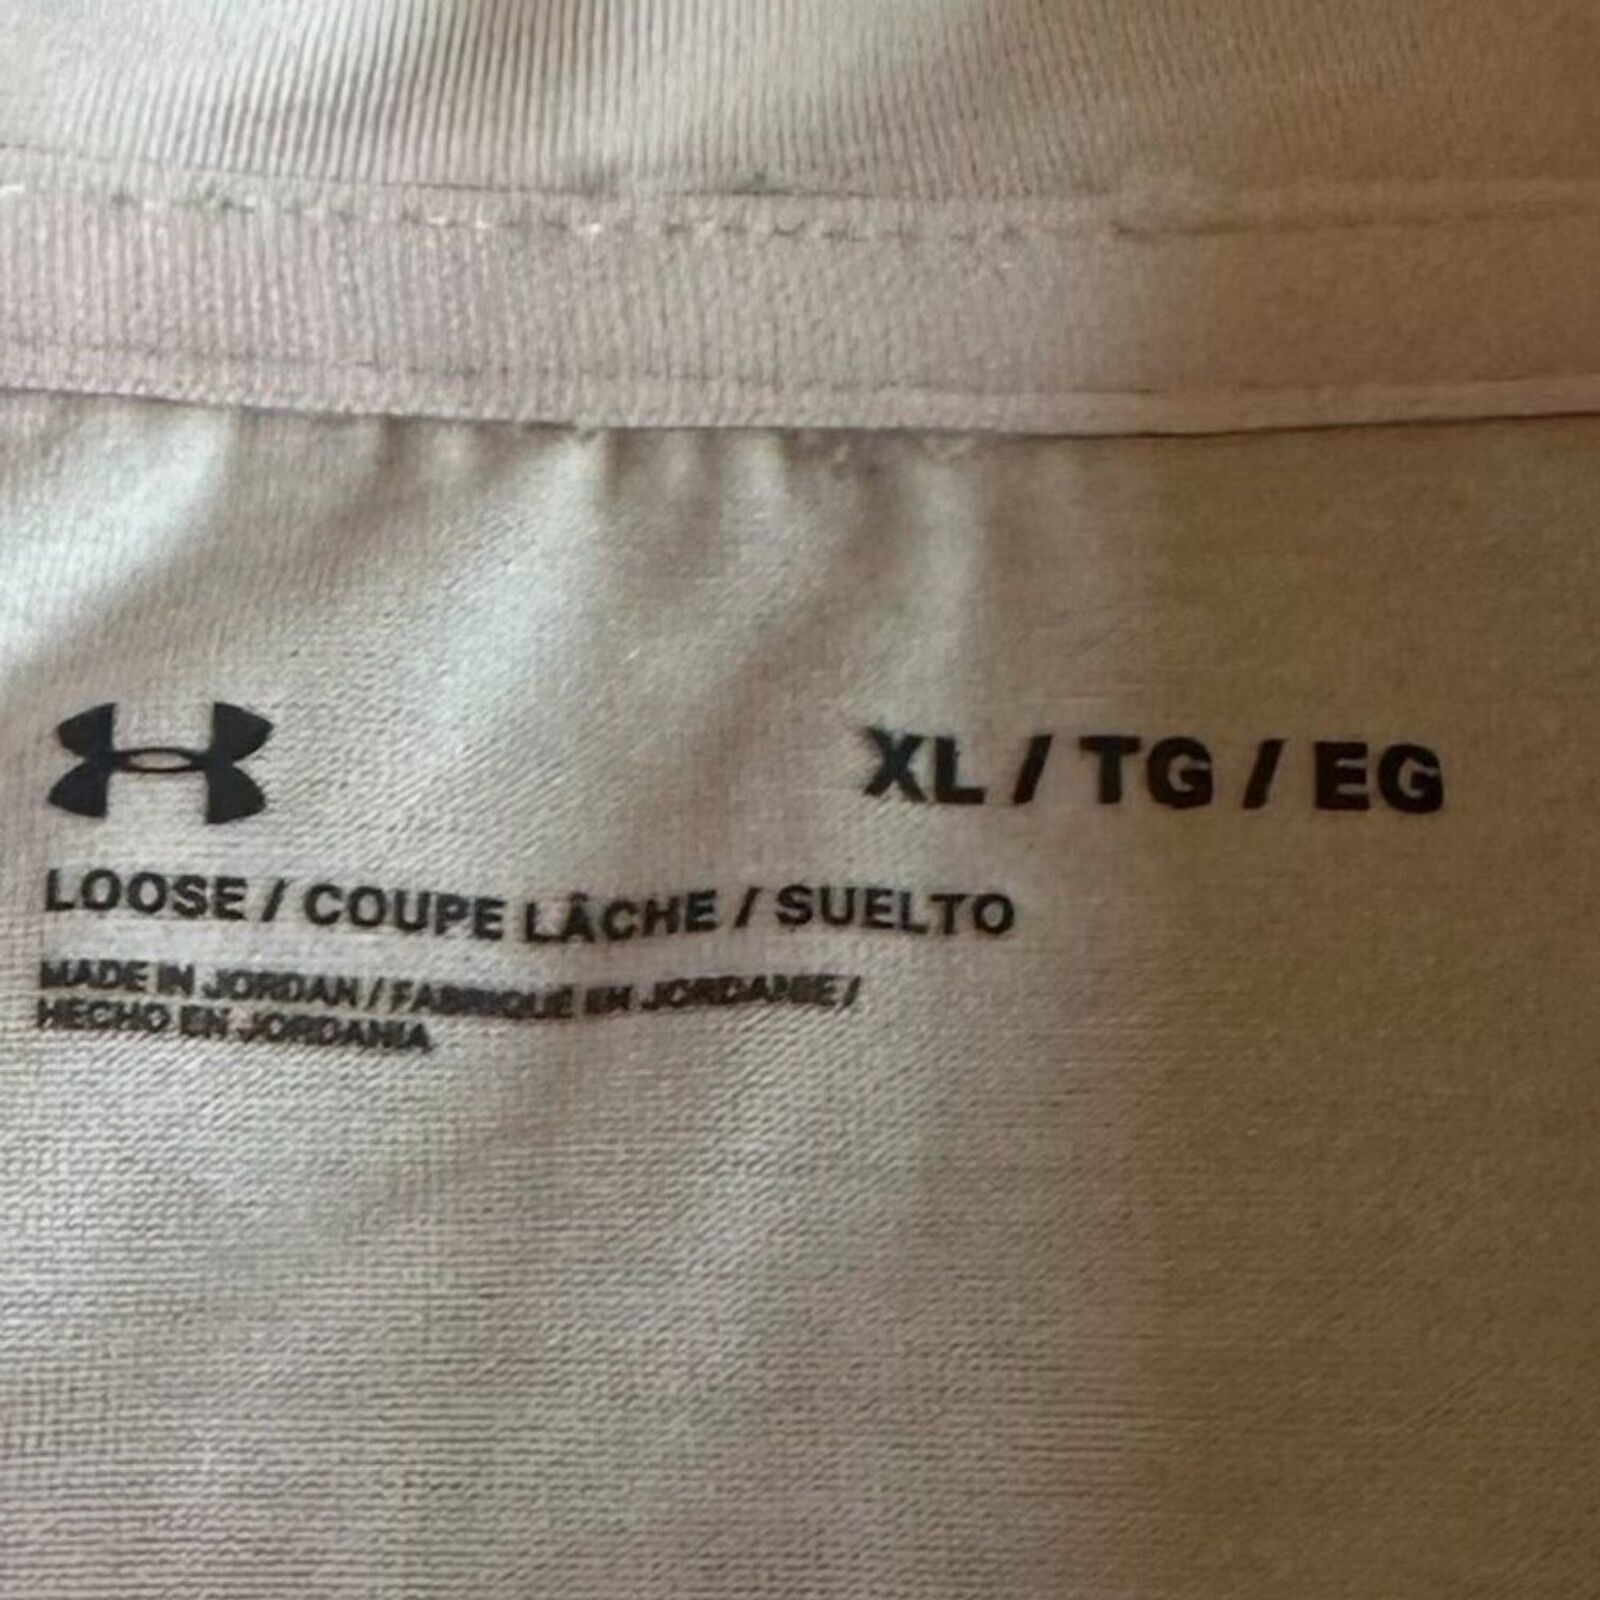 XL / TG / EG
LOOSE / COUPE LÂCHE / SUELTO
MADE IN JORDAN / FABRIQUÉ EN JORDANIE /
HECHO EN JORDANIA